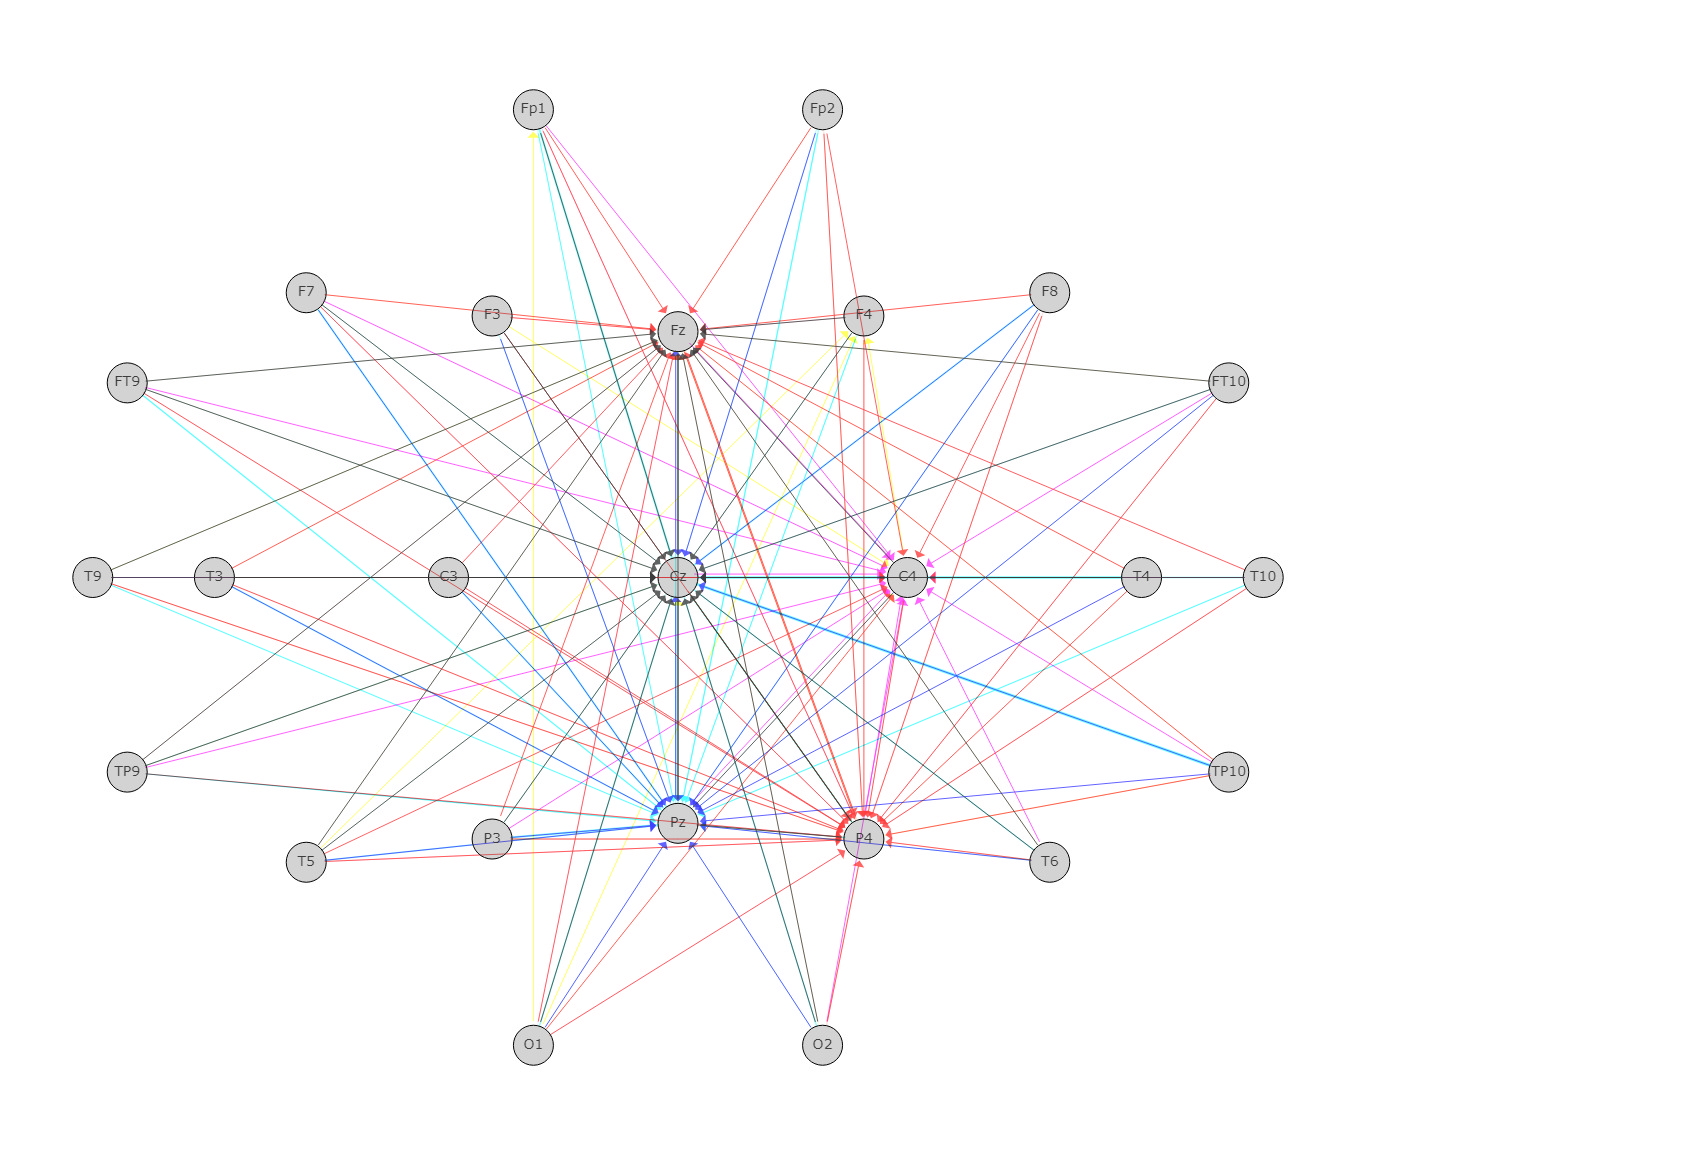 Fp1 Fp2
F7 F3 Fz F4 F8
FT9 FT10
T9 T3 C3 Cz C4 T4 T10
TP9 TP10
T5 P3 Pz P4 T6
O1 O2